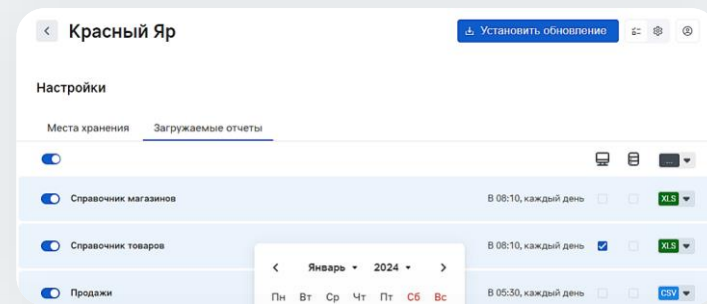 Красный Яр
Установить обновление
Настройки
Места хранения Загружаемые отчеты
Справочник магазинов В 08:10, каждый день XLS
Справочник товаров В 08:10, каждый день XLS
Январь 2024
Продажи В 05:30, каждый день CSV
Пн Вт Ср Чт Пт Сб Вс